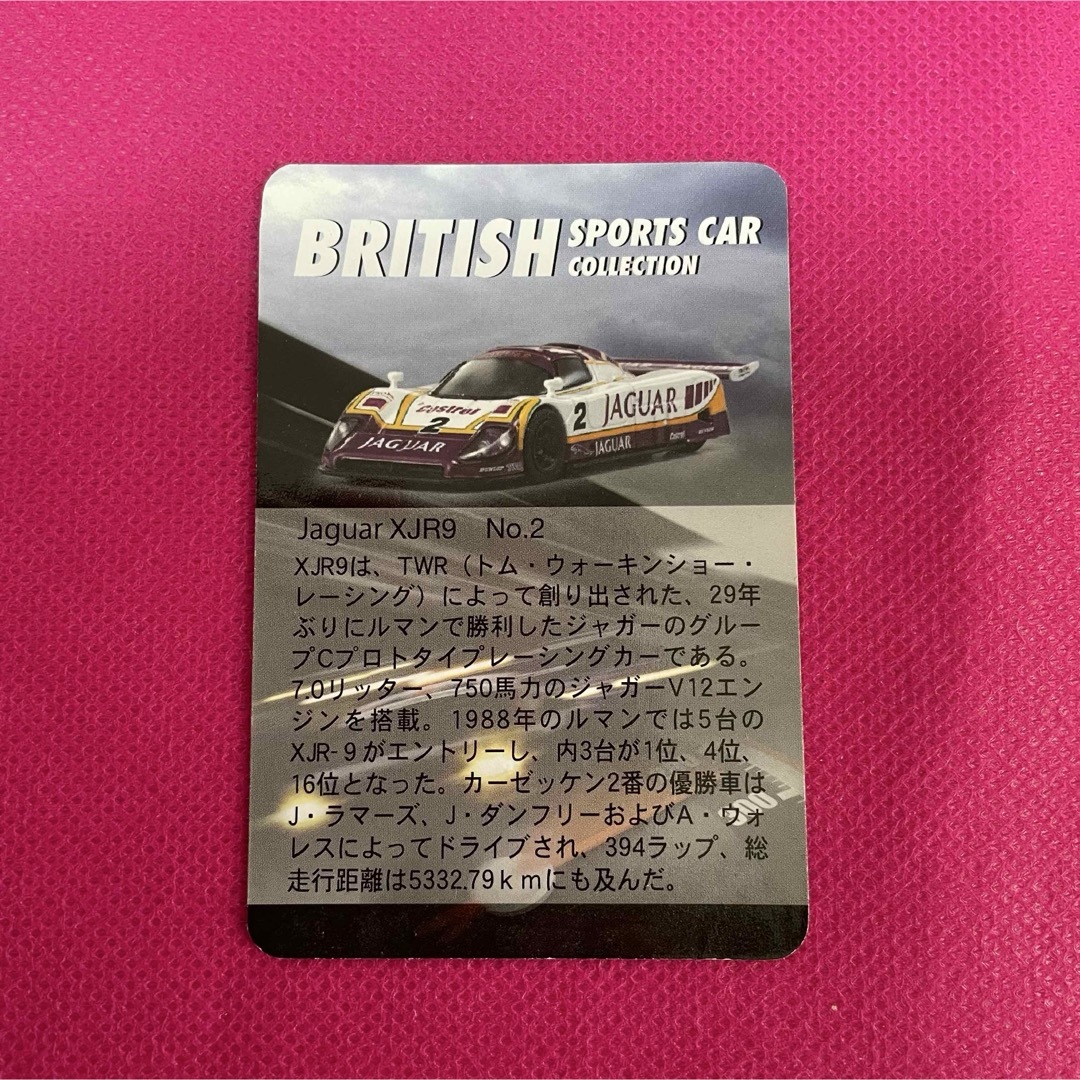 BRITISH SPORTS CAR
COLLECTION
Castrol
2
JAGUAR
2
JAGUAR
JAGUAR
Castrol
DUNLOP
Jaguar XJR9 No.2
XJR9は、TWR（トム・ウォーキンショー・
レーシング）によって創り出された、29年
ぶりにルマンで勝利したジャガーのグルー
プCプロトタイプレーシングカーである。
7.0リッター、750馬力のジャガーV12エン
ジンを搭載。1988年のルマンでは5台の
XJR-9がエントリーし、内3台が1位、4位、
16位となった。カーゼッケン2番の優勝車は
J・ラマーズ、J・ダンフリーおよびA・ウォ
レスによってドライブされ、394ラップ、総
走行距離は5332.79kmにも及んだ。